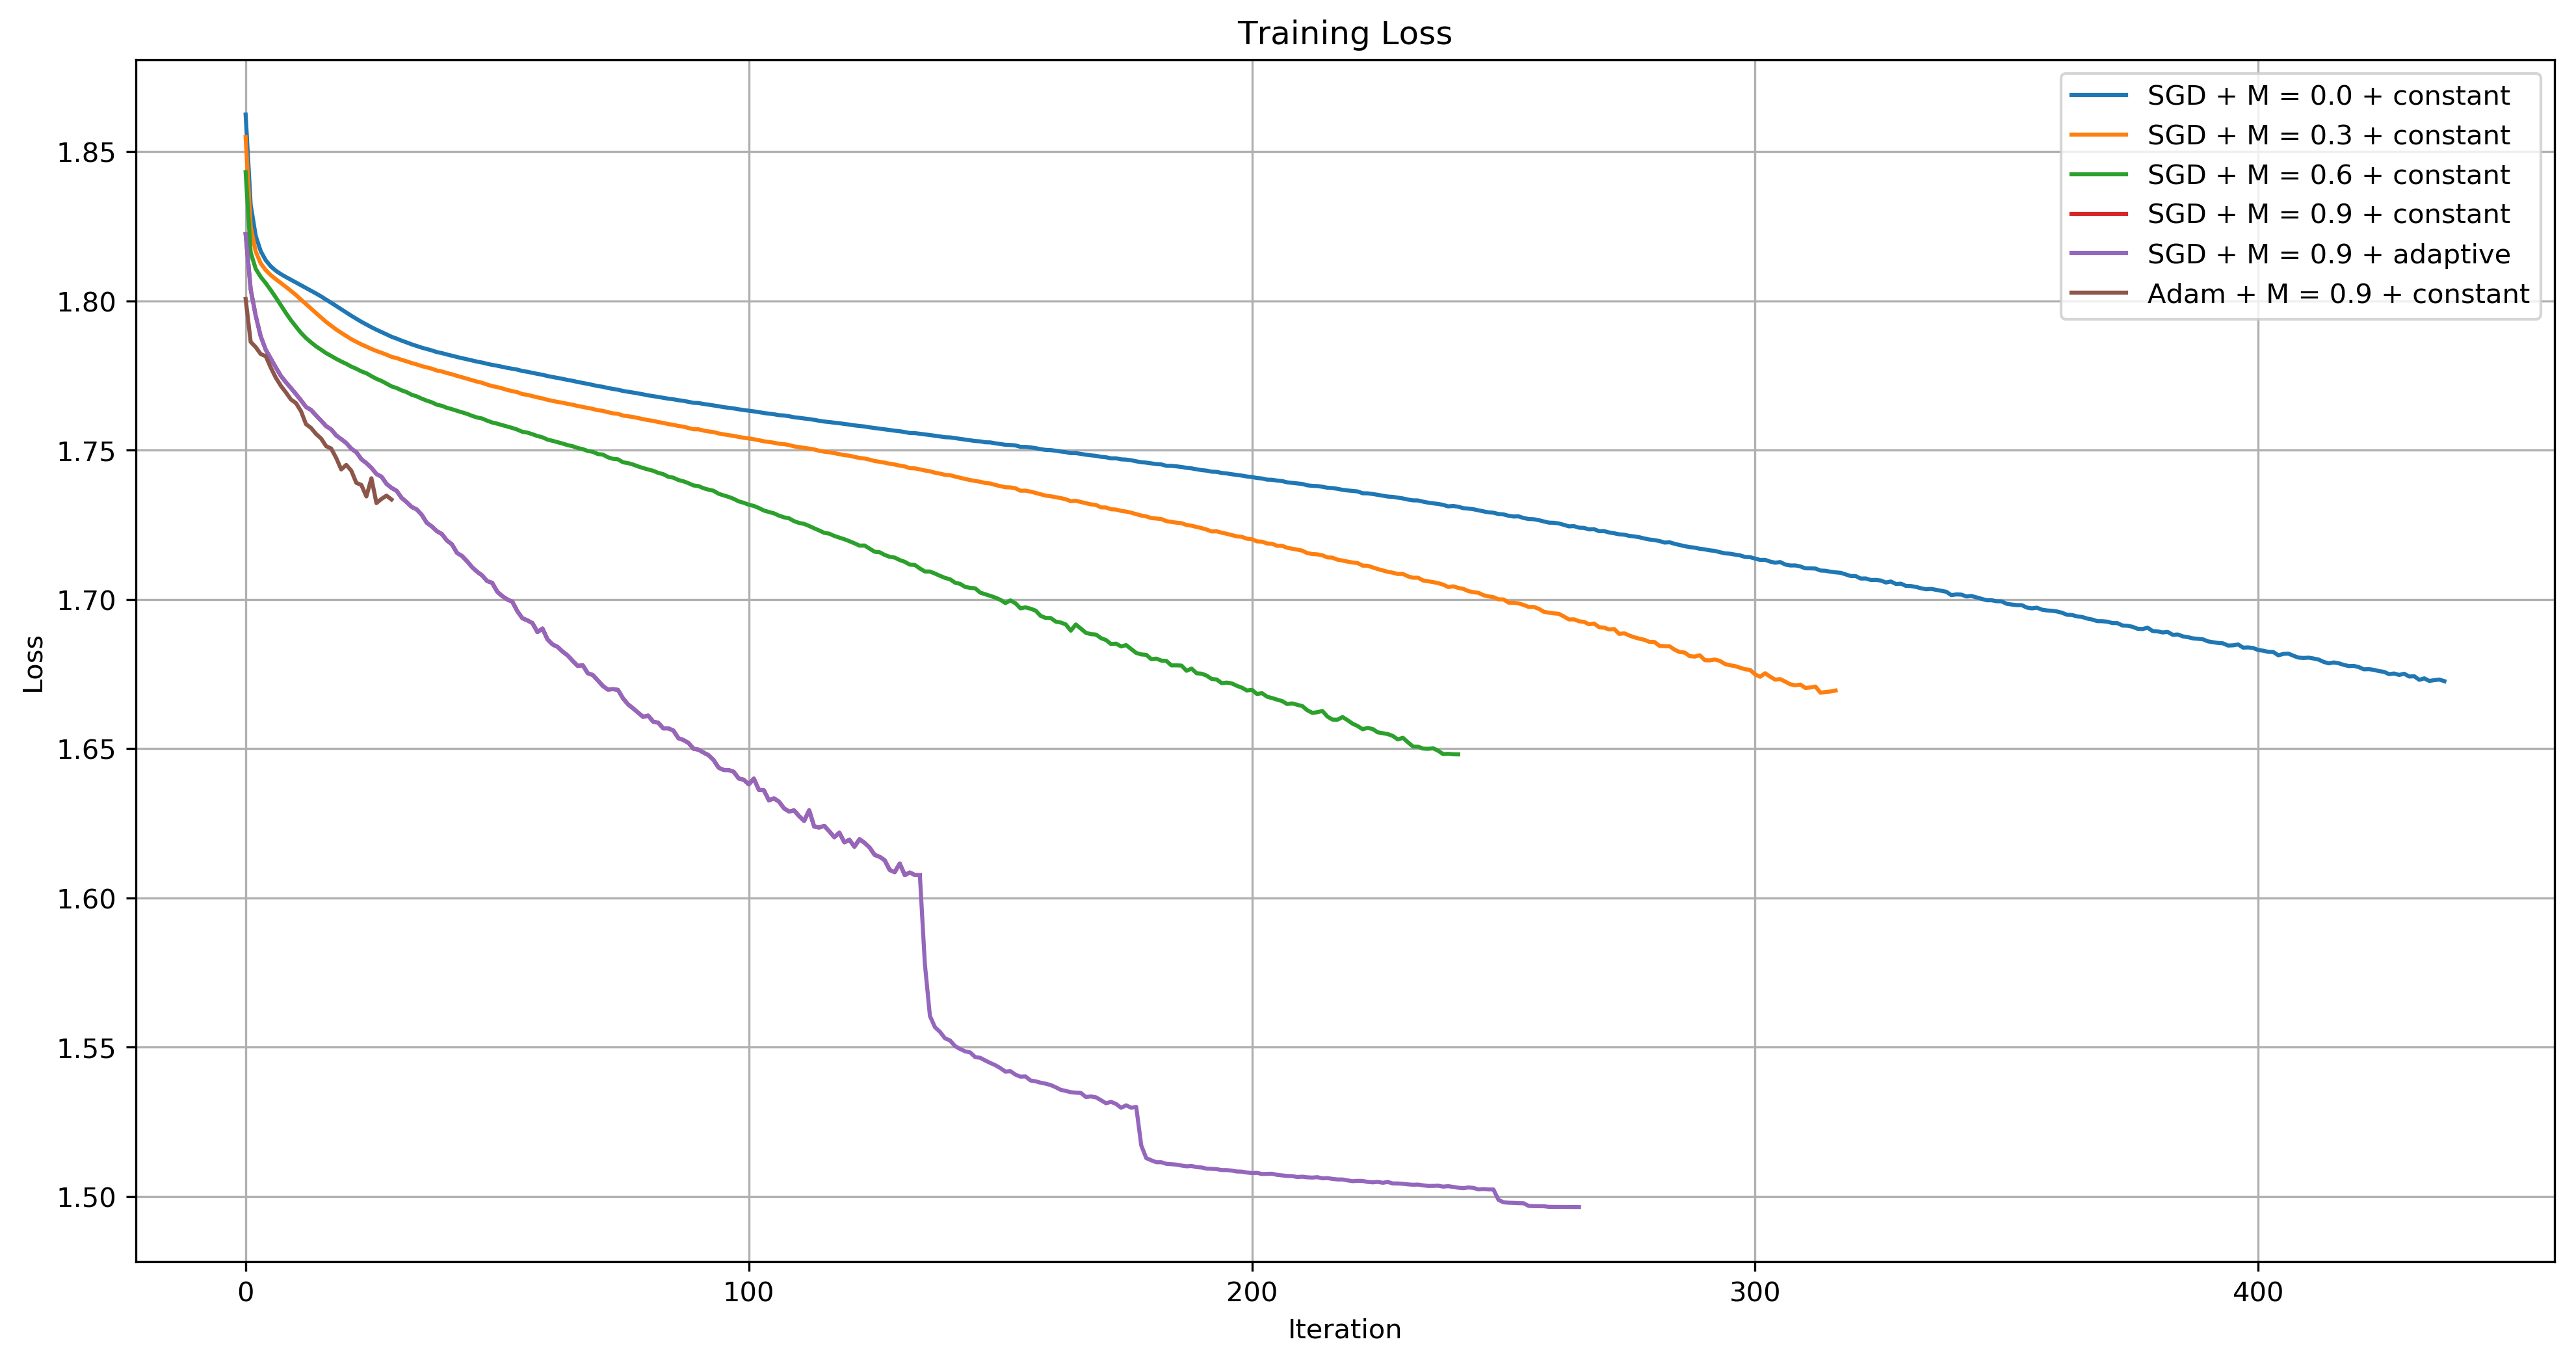 Training Loss
SGD + M = 0.0 + constant
SGD + M = 0.3 + constant
SGD + M = 0.6 + constant
SGD + M = 0.9 + constant
SGD + M = 0.9 + adaptive
Adam + M = 0.9 + constant
1.85
1.80
1.75
1.70
1.65
1.60
1.55
1.50
Loss
0 100 200 300 400
Iteration